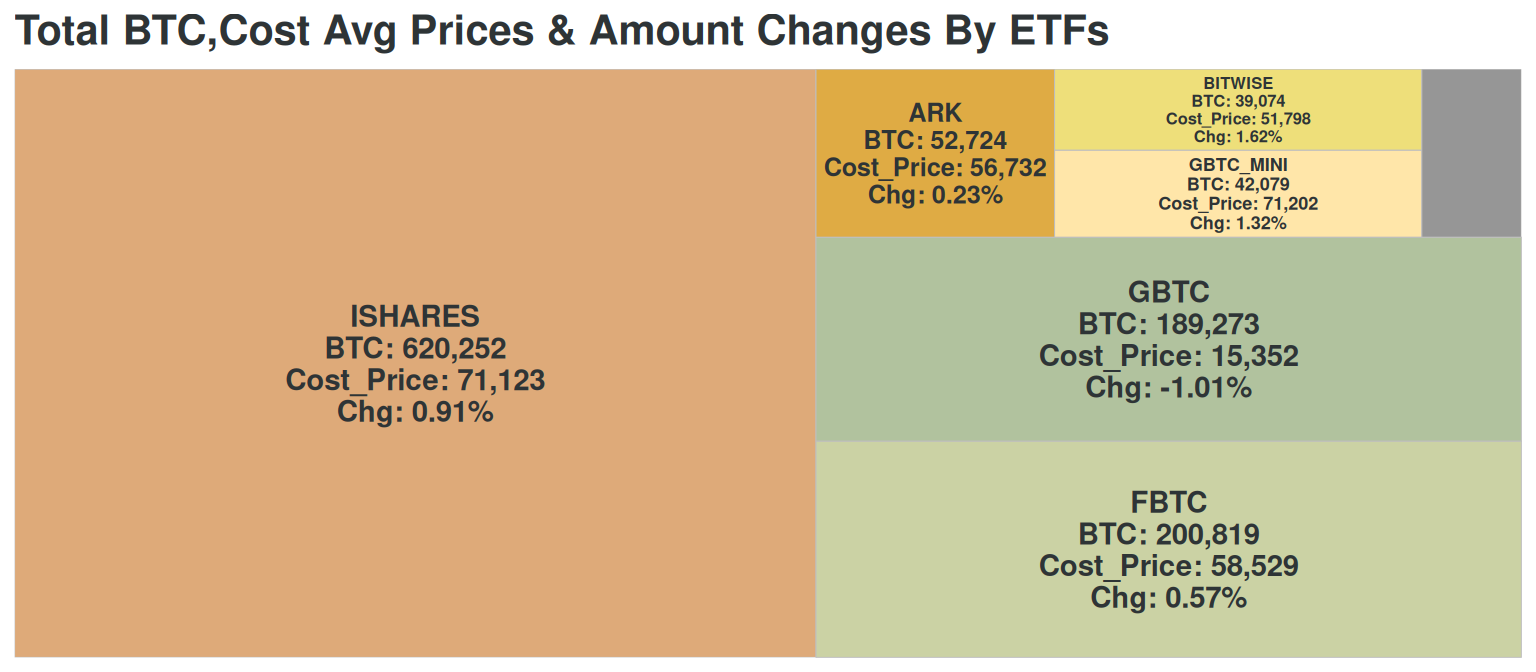 Total BTC,Cost Avg Prices & Amount Changes By ETFs
ISHARES
BTC: 620,252
Cost_Price: 71,123
Chg: 0.91%
ARK
BTC: 52,724
Cost_Price: 56,732
Chg: 0.23%
BITWISE
BTC: 39,074
Cost_Price: 51,798
Chg: 1.62%
GBTC_MINI
BTC: 42,079
Cost_Price: 71,202
Chg: 1.32%
GBTC
BTC: 189,273
Cost_Price: 15,352
Chg: -1.01%
FBTC
BTC: 200,819
Cost_Price: 58,529
Chg: 0.57%